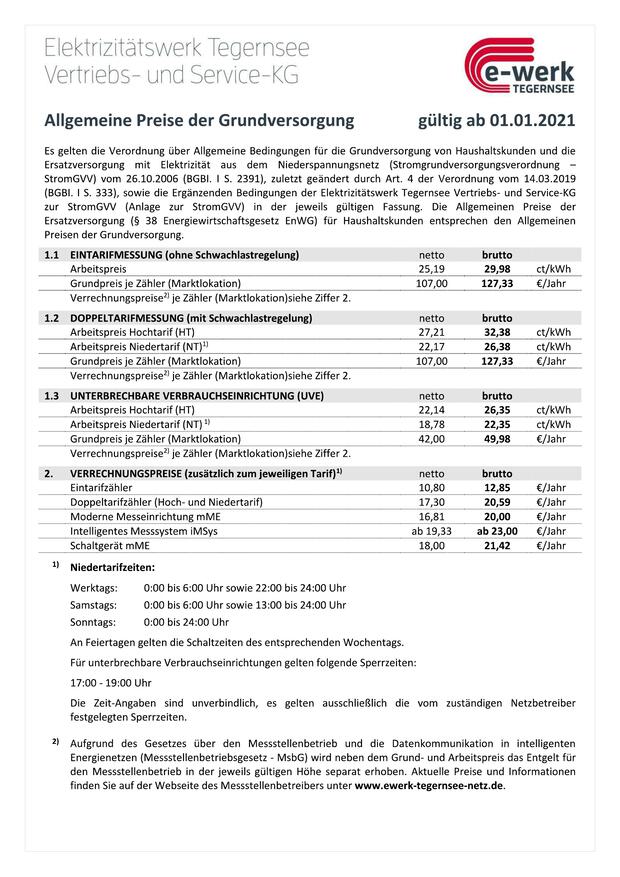 Elektrizitätswerk Tegernsee
Vertriebs- und Service-KG
e-werk
TEGERNSEE
Allgemeine Preise der Grundversorgung gültig ab 01.01.2021
Es gelten die Verordnung über Allgemeine Bedingungen für die Grundversorgung von Haushaltskunden und die
Ersatzversorgung mit Elektrizität aus dem Niederspannungsnetz (Stromgrundversorgungsverordnung –
StromGVV) vom 26.10.2006 (BGBl. I S. 2391), zuletzt geändert durch Art. 4 der Verordnung vom 14.03.2019
(BGBl. I S. 333), sowie die Ergänzenden Bedingungen der Elektrizitätswerk Tegernsee Vertriebs- und Service-KG
zur StromGVV (Anlage zur StromGVV) in der jeweils gültigen Fassung. Die Allgemeinen Preise der
Ersatzversorgung (§ 38 Energiewirtschaftsgesetz EnWG) für Haushaltskunden entsprechen den Allgemeinen
Preisen der Grundversorgung.
1.1 EINTARIFMESSUNG (ohne Schwachlastregelung) netto brutto
Arbeitspreis 25,19 29,98 ct/kWh
Grundpreis je Zähler (Marktlokation) 107,00 127,33 €/Jahr
Verrechnungspreise2) je Zähler (Marktlokation)siehe Ziffer 2.
1.2 DOPPELTARIFMESSUNG (mit Schwachlastregelung) netto brutto
Arbeitspreis Hochtarif (HT) 27,21 32,38 ct/kWh
Arbeitspreis Niedertarif (NT)1) 22,17 26,38 ct/kWh
Grundpreis je Zähler (Marktlokation) 107,00 127,33 €/Jahr
Verrechnungspreise2) je Zähler (Marktlokation)siehe Ziffer 2.
1.3 UNTERBRECHBARE VERBRAUCHSEINRICHTUNG (UVE) netto brutto
Arbeitspreis Hochtarif (HT) 22,14 26,35 ct/kWh
Arbeitspreis Niedertarif (NT) 1) 18,78 22,35 ct/kWh
Grundpreis je Zähler (Marktlokation) 42,00 49,98 €/Jahr
Verrechnungspreise2) je Zähler (Marktlokation)siehe Ziffer 2.
2. VERRECHNUNGSPREISE (zusätzlich zum jeweiligen Tarif)1) netto brutto
Eintarifzähler 10,80 12,85 €/Jahr
Doppeltarifzähler (Hoch- und Niedertarif) 17,30 20,59 €/Jahr
Moderne Messeinrichtung mME 16,81 20,00 €/Jahr
Intelligentes Messsystem iMSys ab 19,33 ab 23,00 €/Jahr
Schaltgerät mME 18,00 21,42 €/Jahr
1) Niedertarifzeiten:
Werktags: 0:00 bis 6:00 Uhr sowie 22:00 bis 24:00 Uhr
Samstags: 0:00 bis 6:00 Uhr sowie 13:00 bis 24:00 Uhr
Sonntags: 0:00 bis 24:00 Uhr
An Feiertagen gelten die Schaltzeiten des entsprechenden Wochentags.
Für unterbrechbare Verbrauchseinrichtungen gelten folgende Sperrzeiten:
17:00 - 19:00 Uhr
Die Zeit-Angaben sind unverbindlich, es gelten ausschließlich die vom zuständigen Netzbetreiber
festgelegten Sperrzeiten.
2) Aufgrund des Gesetzes über den Messstellenbetrieb und die Datenkommunikation in intelligenten
Energienetzen (Messstellenbetriebsgesetz - MsbG) wird neben dem Grund- und Arbeitspreis das Entgelt für
den Messstellenbetrieb in der jeweils gültigen Höhe separat erhoben. Aktuelle Preise und Informationen
finden Sie auf der Webseite des Messstellenbetreibers unter www.ewerk-tegernsee-netz.de.